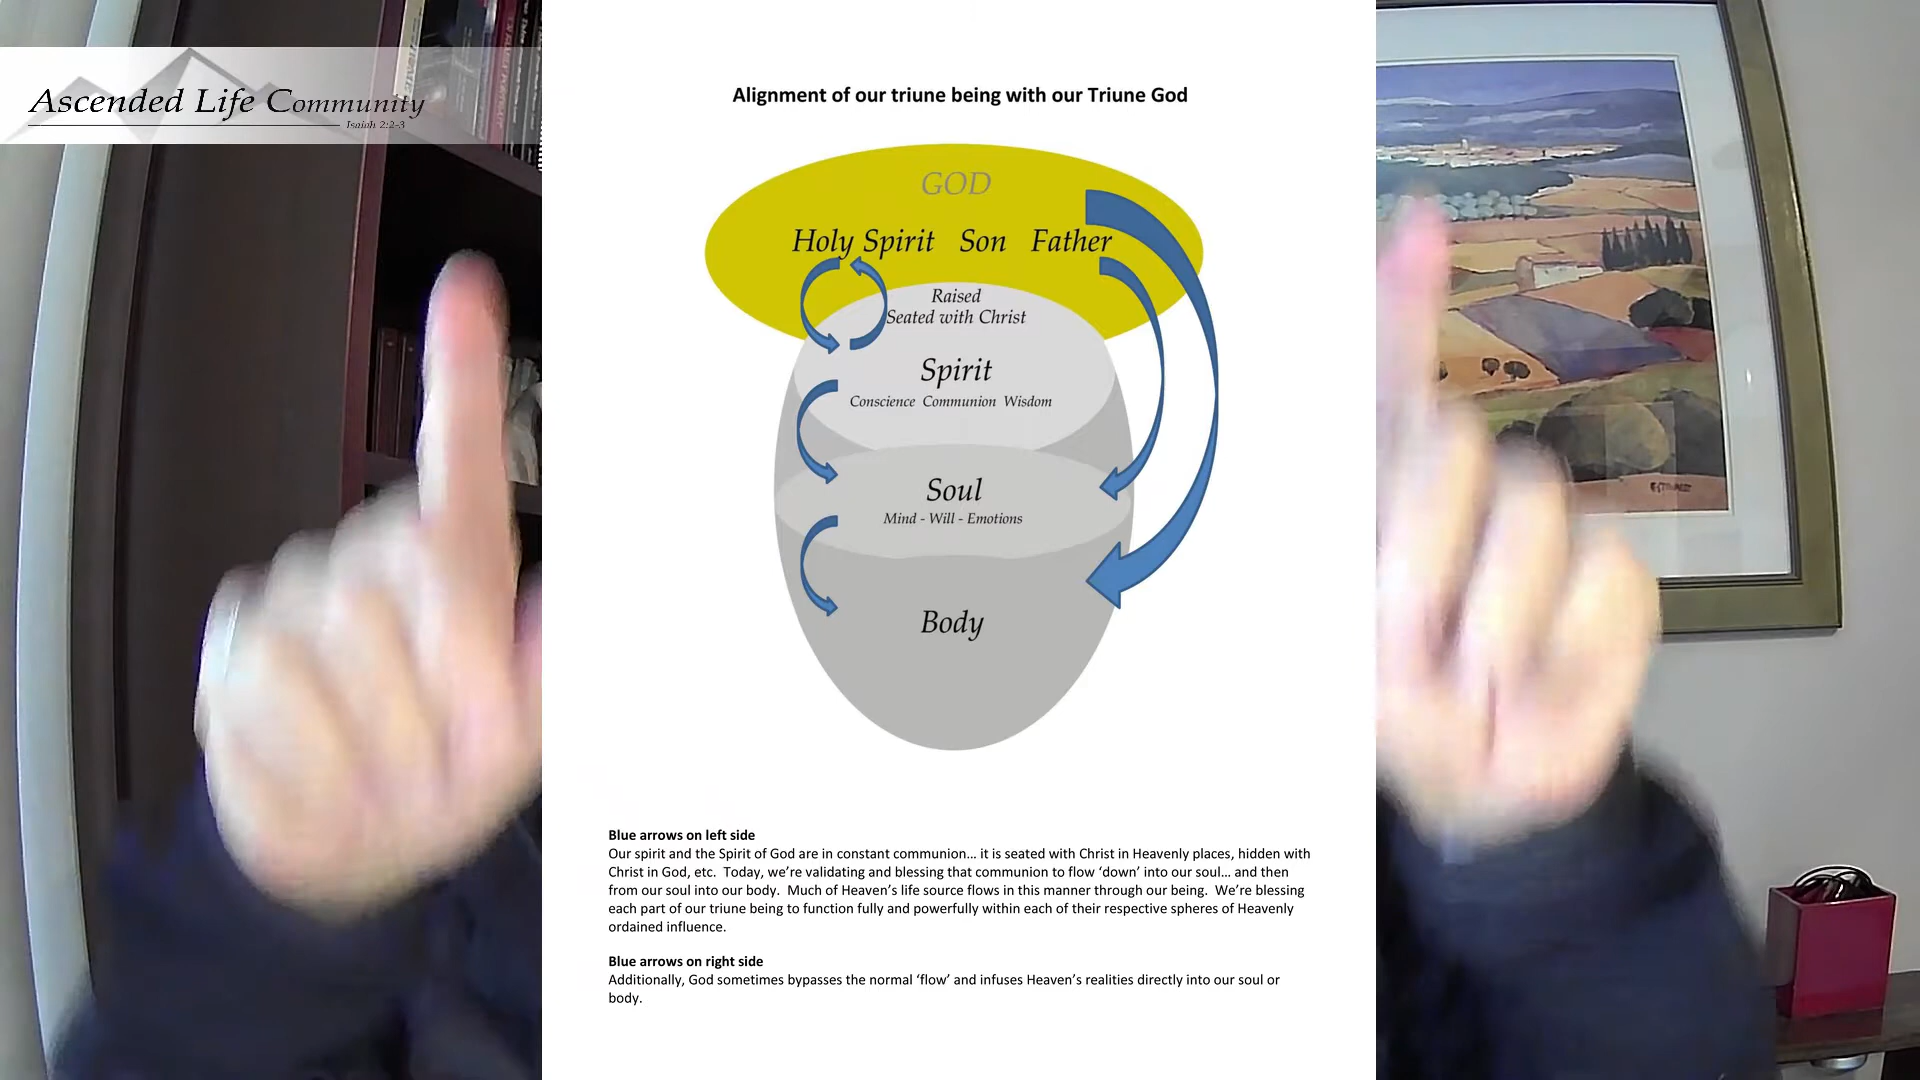 Ascended Life Community
Isaiah 2:2-3
Alignment of our triune being with our Triune God
GOD
Holy Spirit Son Father
Raised
Seated with Christ
Spirit
Conscience Communion Wisdom
Soul
Mind - Will - Emotions
Body
Blue arrows on left side
Our spirit and the Spirit of God are in constant communion... it is seated with Christ in Heavenly places, hidden with
Christ in God, etc. Today, we’re validating and blessing that communion to flow ‘down’ into our soul... and then
from our soul into our body. Much of Heaven’s life source flows in this manner through our being. We’re blessing
each part of our triune being to function fully and powerfully within each of their respective spheres of Heavenly
ordained influence.
Blue arrows on right side
Additionally, God sometimes bypasses the normal ‘flow’ and infuses Heaven’s realities directly into our soul or
body.